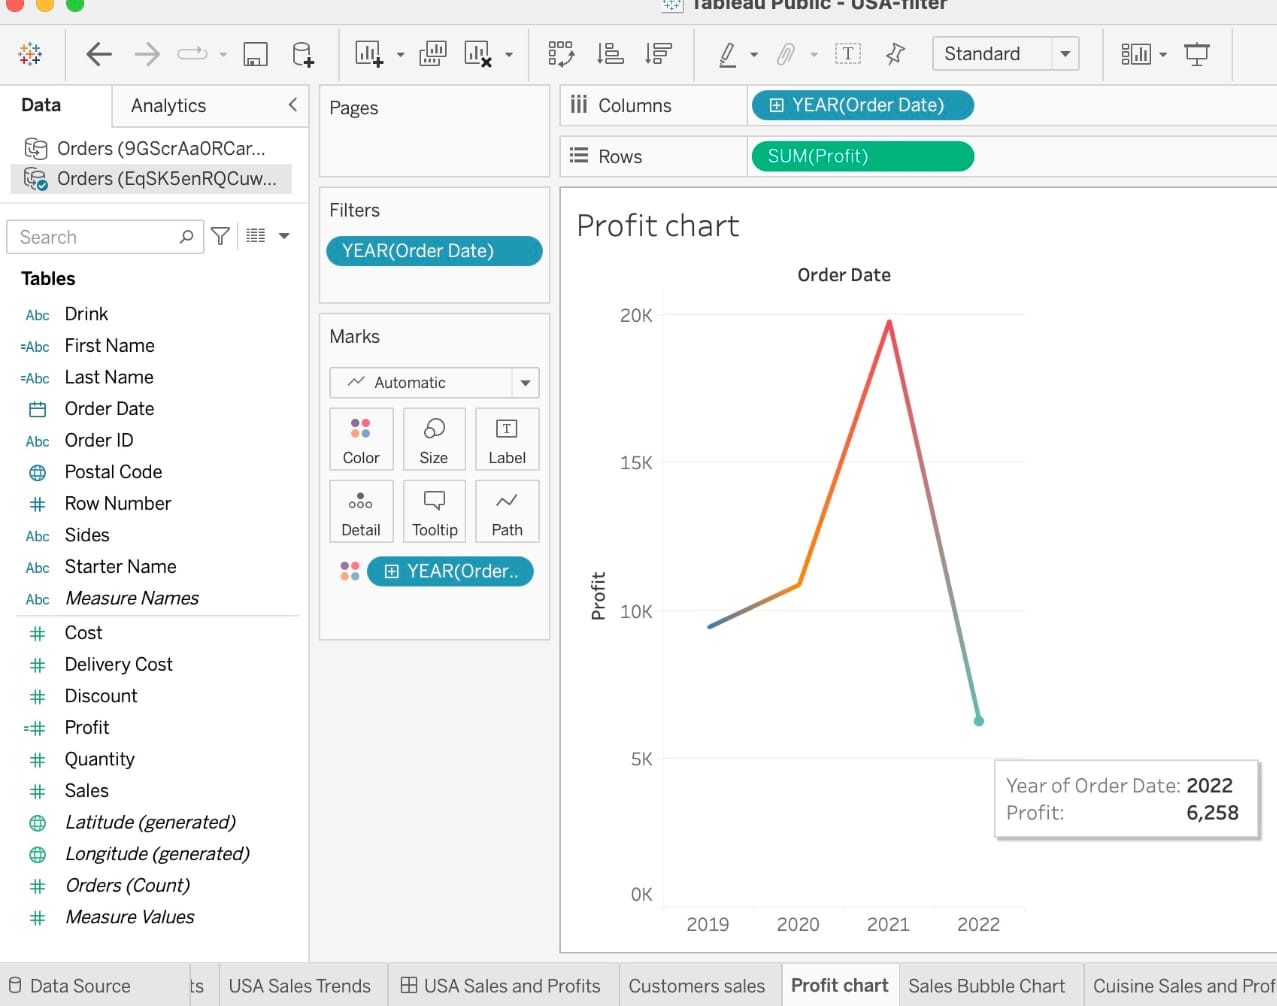 Tableau Public - USA-filter
Standard
Data
Analytics
Pages
Columns
YEAR(Order Date)
Orders (9GScrAa0RCar...
Rows
SUM(Profit)
Orders (EqSK5enRQCuw...
Filters
YEAR(Order Date)
Search
Tables
Abc Drink
=Abc First Name
=Abc Last Name
Order Date
Abc Order ID
Postal Code
# Row Number
Abc Sides
Abc Starter Name
Abc Measure Names
# Cost
# Delivery Cost
# Discount
=# Profit
# Quantity
# Sales
Latitude (generated)
Longitude (generated)
# Orders (Count)
# Measure Values
Marks
Automatic
Color
Size
T
Label
Detail
Tooltip
Path
YEAR(Order..
Profit chart
Order Date
20K
15K
10K
5K
0K
Profit
2019 2020 2021 2022
Year of Order Date: 2022
Profit: 6,258
Data Source
ts
USA Sales Trends
USA Sales and Profits
Customers sales
Profit chart
Sales Bubble Chart
Cuisine Sales and Prof